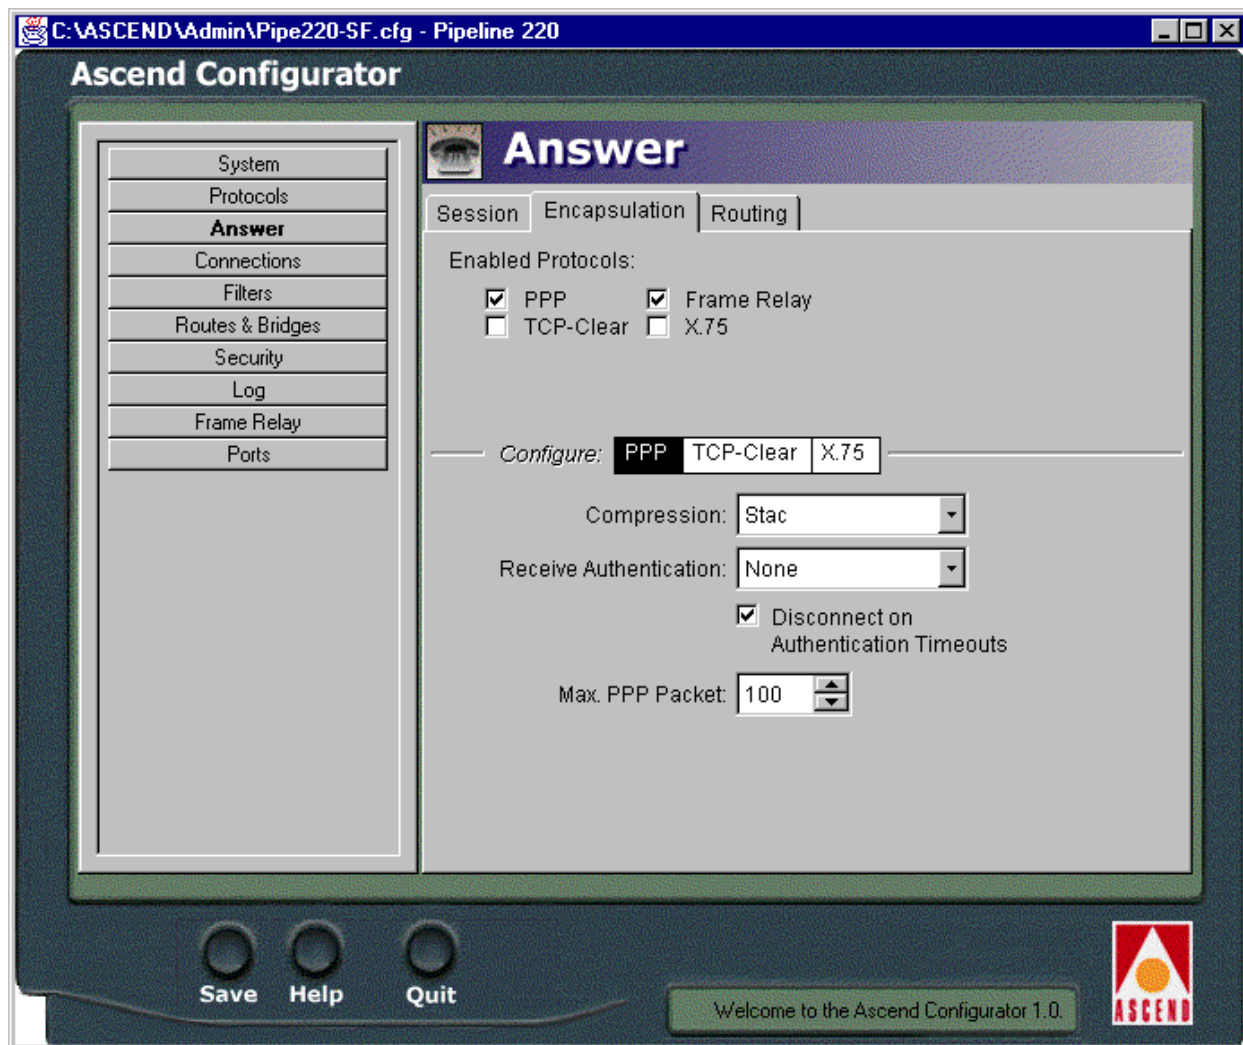 C:\ASCEND\Admin\Pipe220-SF.cfg - Pipeline 220
Ascend Configurator
System
Protocols
Answer
Connections
Filters
Routes & Bridges
Security
Log
Frame Relay
Ports
Answer
Session Encapsulation Routing
Enabled Protocols:
PPP Frame Relay
TCP-Clear X.75
Configure: PPP TCP-Clear X.75
Compression: Stac
Receive Authentication: None
Disconnect on
Authentication Timeouts
Max. PPP Packet: 100
Save Help Quit
Welcome to the Ascend Configurator 1.0.
ASCEND